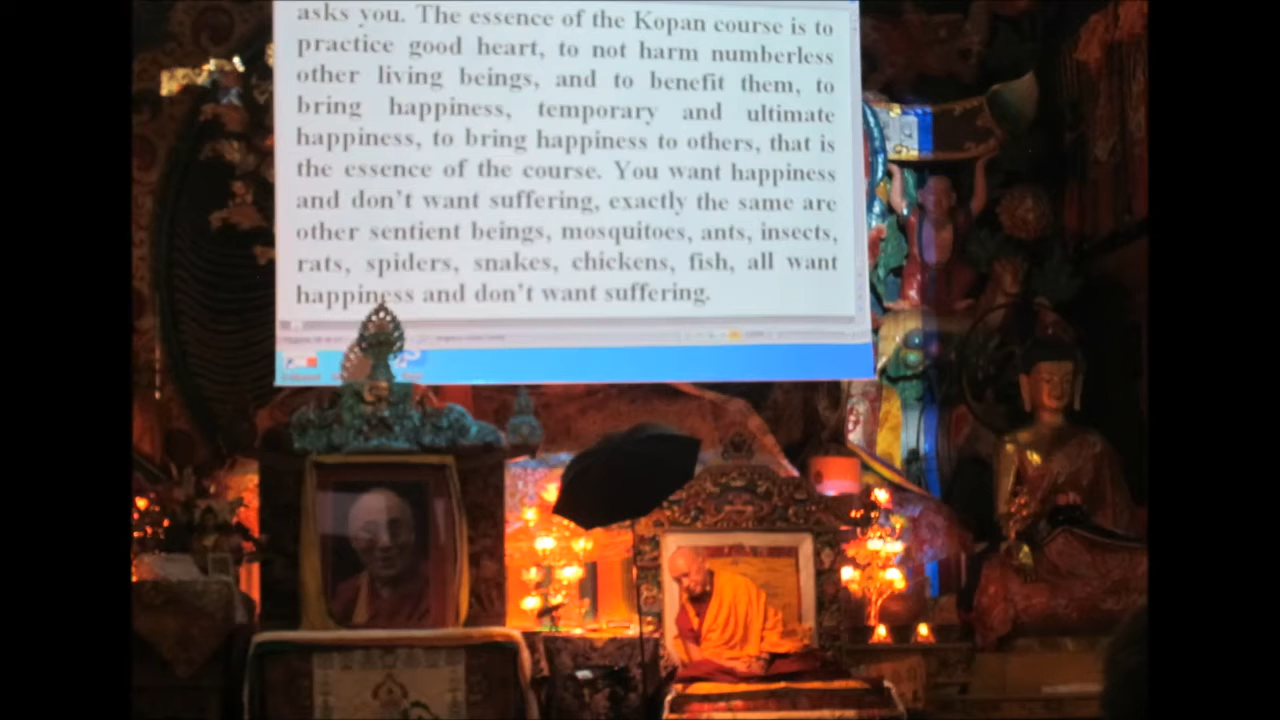 asks you. The essence of the Kopan course is to
practice good heart, to not harm numberless
other living beings, and to benefit them, to
bring happiness, temporary and ultimate
happiness, to bring happiness to others, that is
the essence of the course. You want happiness
and don't want suffering, exactly the same are
other sentient beings, mosquitoes, ants, insects,
rats, spiders, snakes, chickens, fish, all want
happiness and don't want suffering.